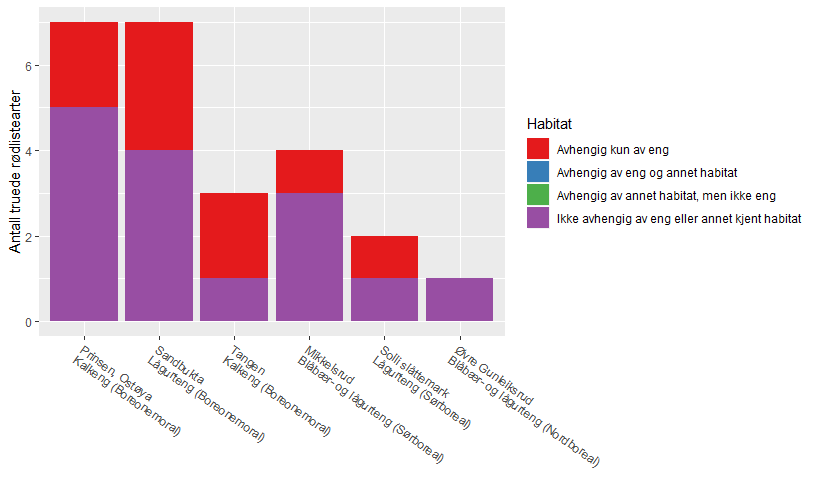 Antall truede rødlistearter
6
4
2
0
Prinsen, Ostøya
Kalkeng (Boreonemoral)
Sandbukta
Lågurteng (Boreonemoral)
Tangen
Kalkeng (Boreonemoral)
Mikkelsrud
Blåbær- og lågurteng (Sørboreal)
Solli slåttemark
Lågurteng (Sørboreal)
Øvre Gunleiksrud
Blåbær- og lågurteng (Nordboreal)
Habitat
Avhengig kun av eng
Avhengig av eng og annet habitat
Avhengig av annet habitat, men ikke eng
Ikke avhengig av eng eller annet kjent habitat